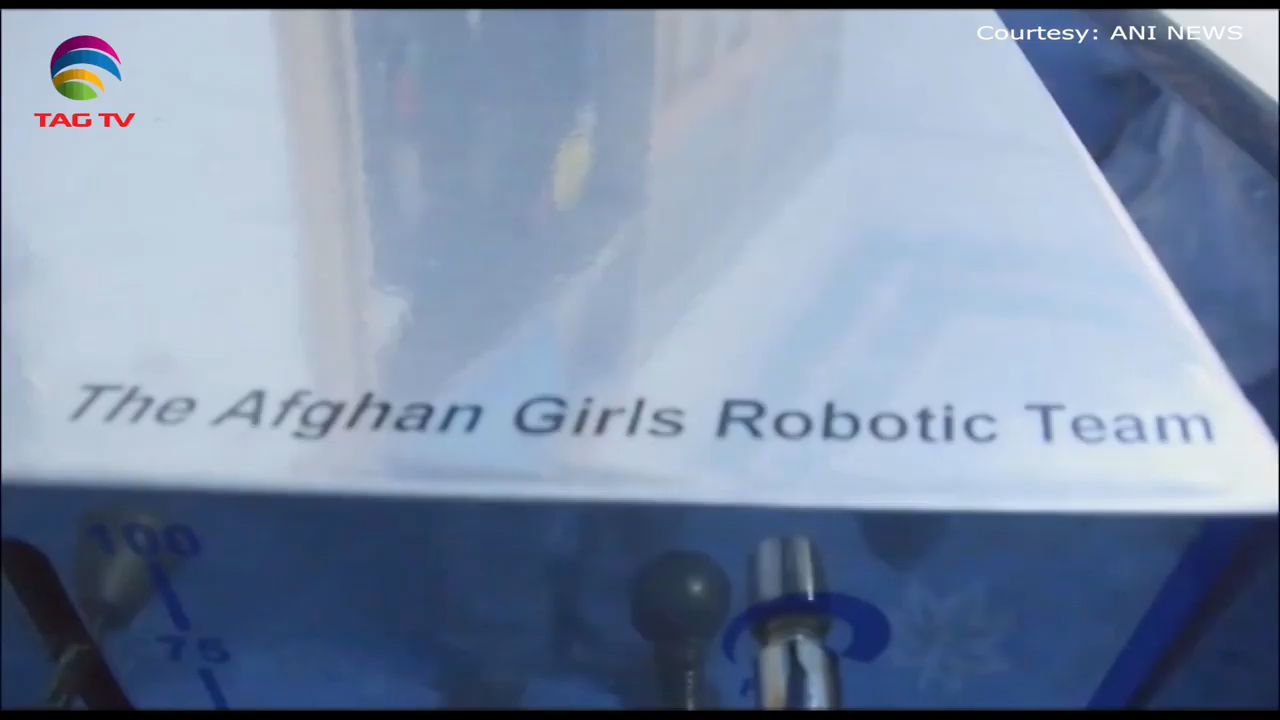 Courtesy: ANI NEWS
TAG TV
The Afghan Girls Robotic Team
100
75